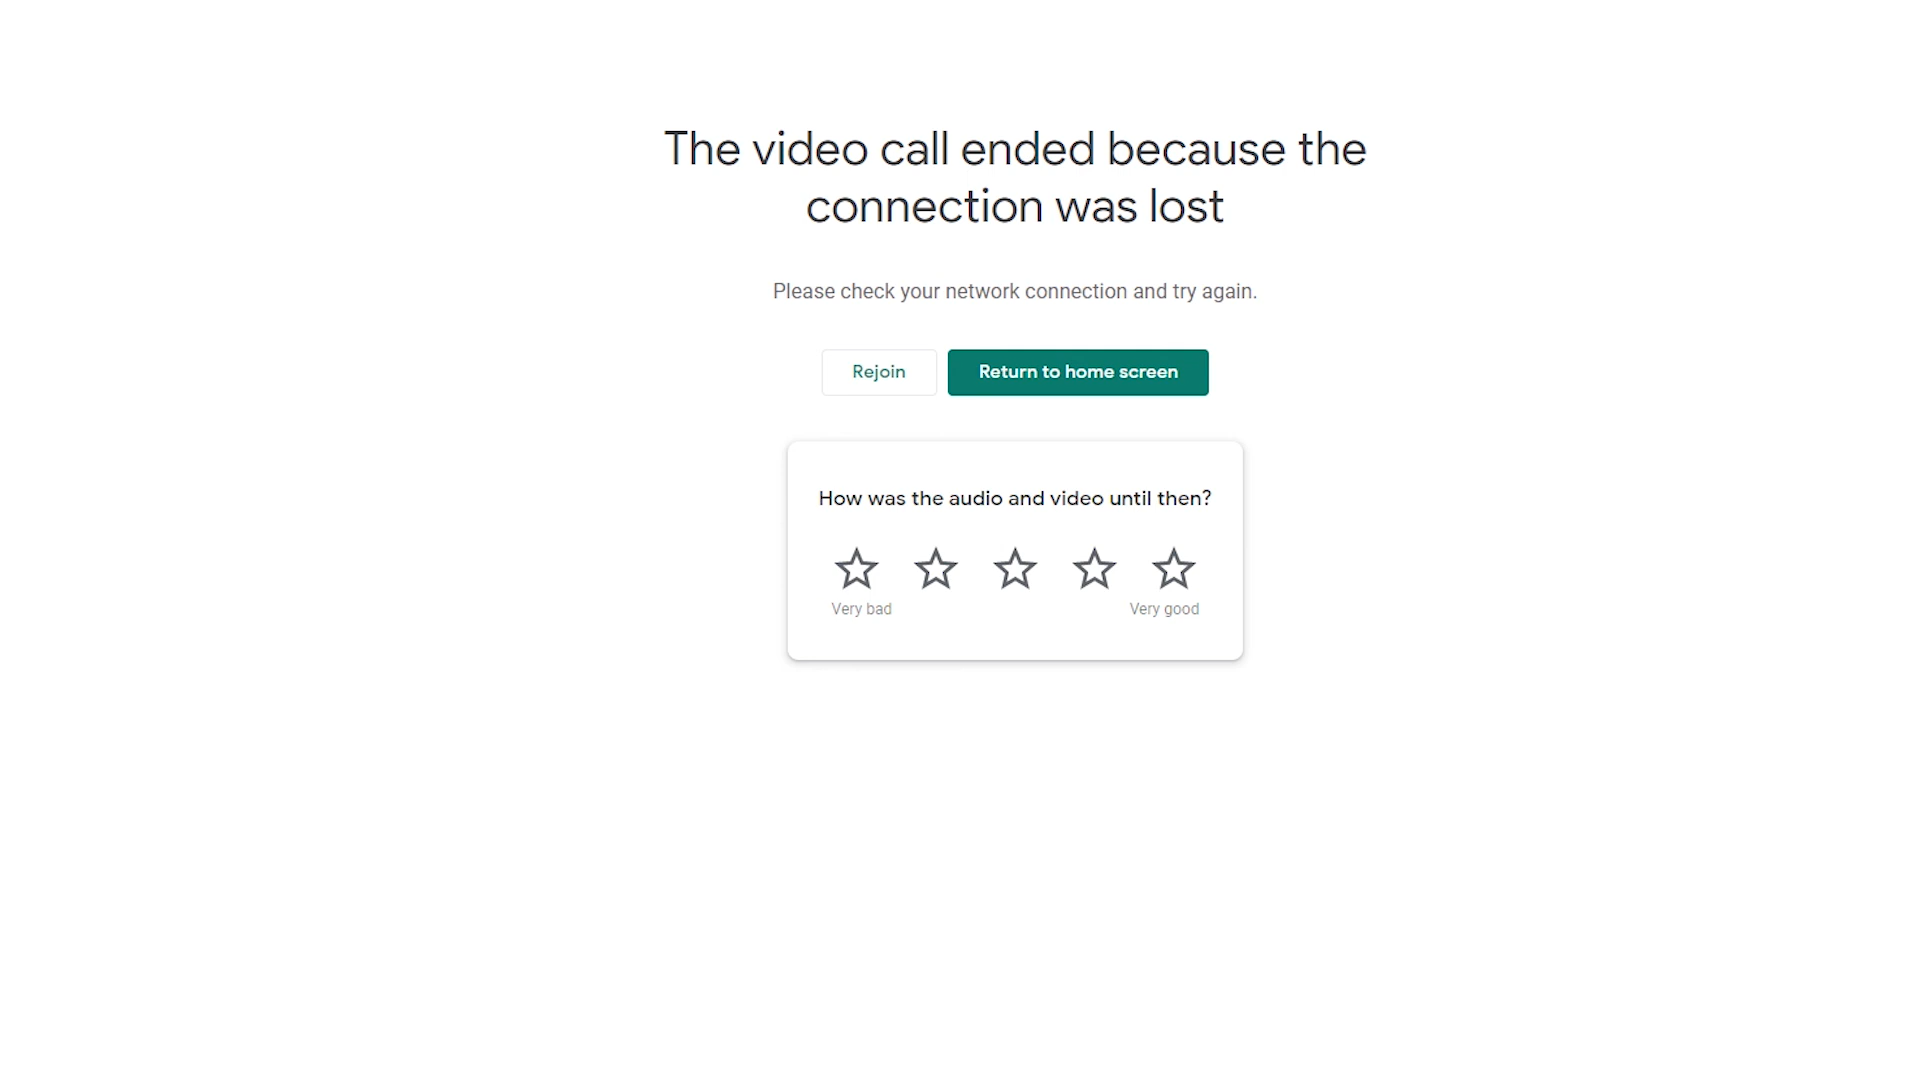 The video call ended because the
connection was lost
Please check your network connection and try again.
Rejoin
Return to home screen
How was the audio and video until then?
Very bad
Very good